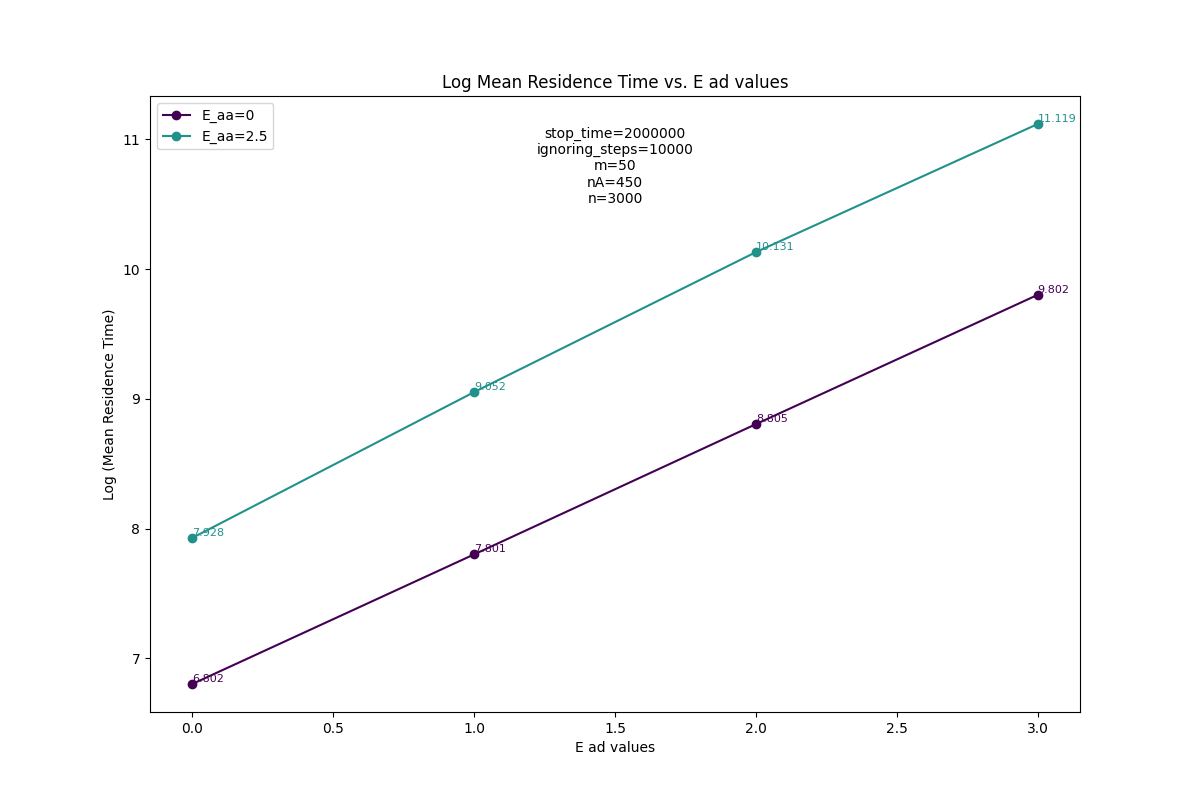 Log Mean Residence Time vs. E ad values
E_aa=0
E_aa=2.5
stop_time=2000000
ignoring_steps=10000
m=50
nA=450
n=3000
11.119
10.131
9.802
9.052
8.805
7.928
7.801
6.802
Log (Mean Residence Time)
11
10
9
8
7
0.0 0.5 1.0 1.5 2.0 2.5 3.0
E ad values